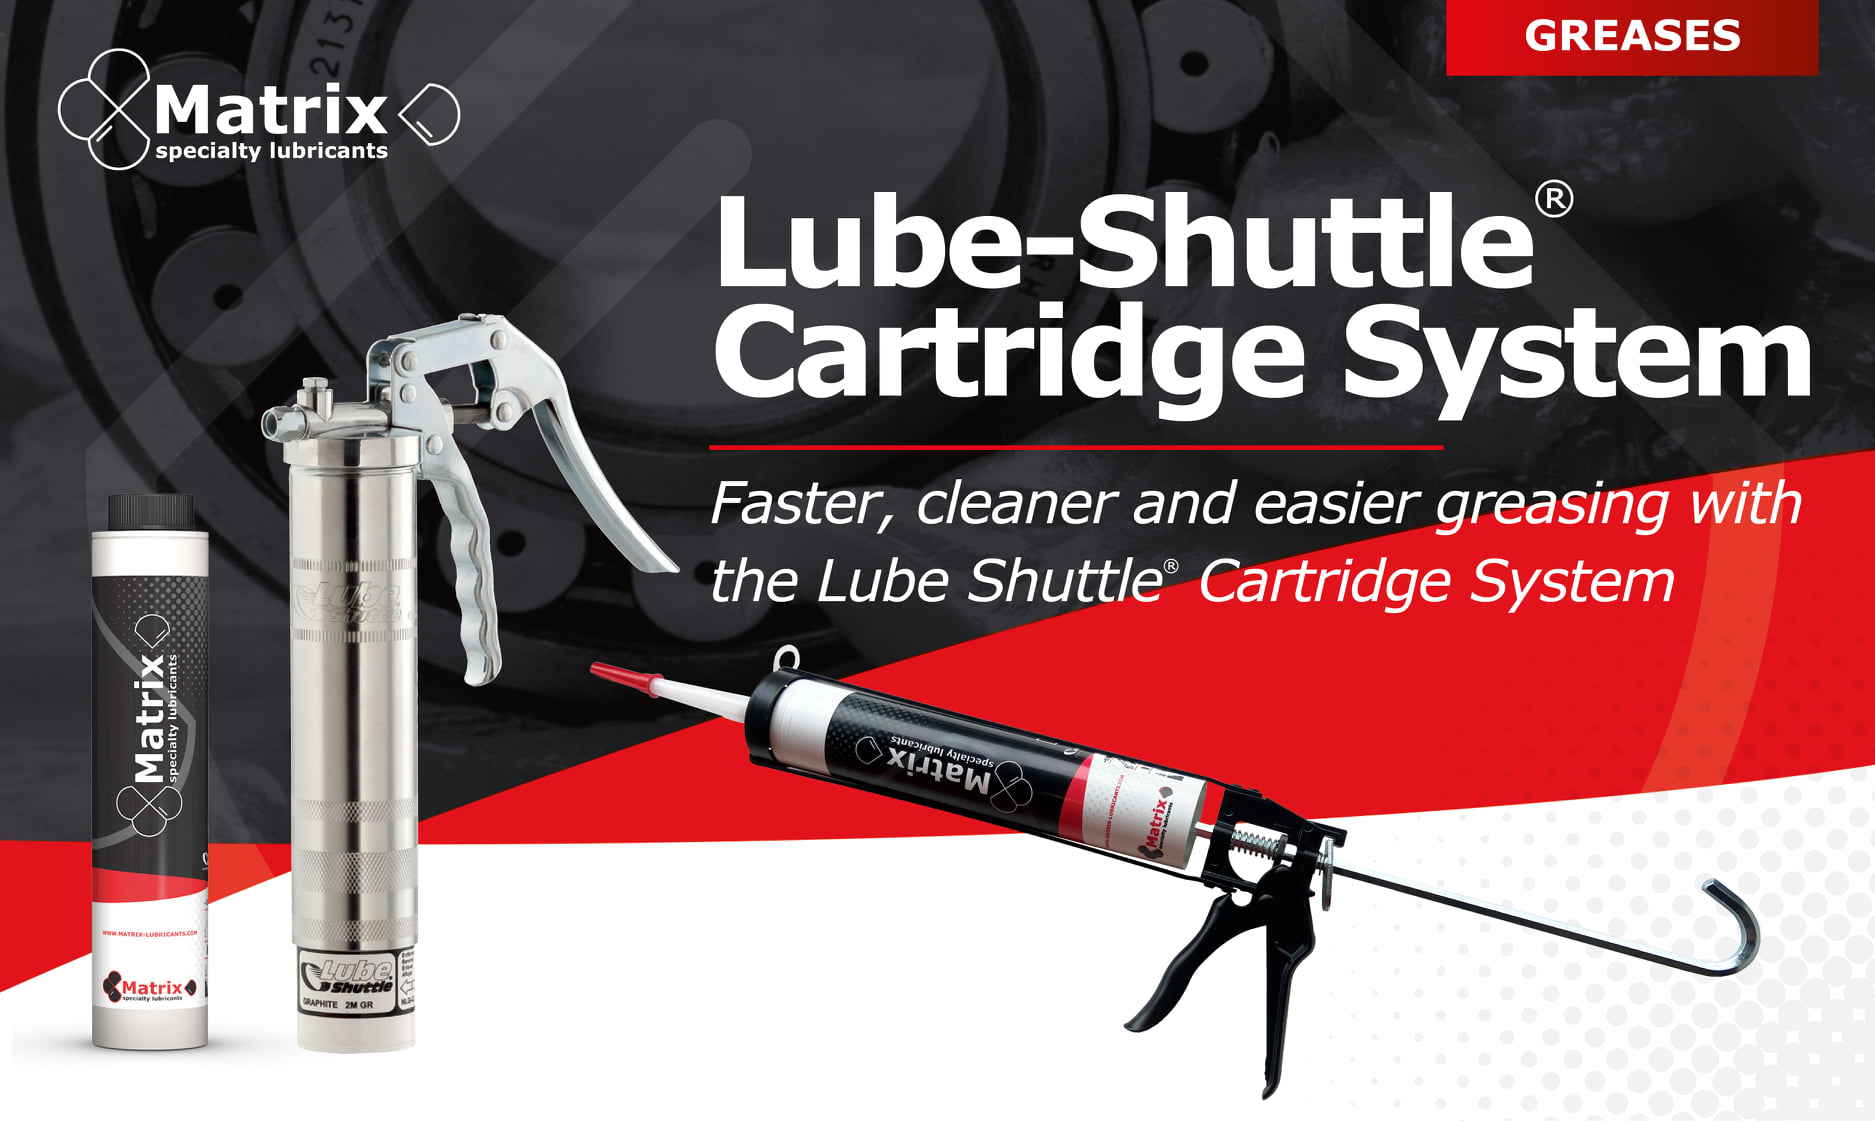 GREASES
Matrix
specialty lubricants
2131
Lube-Shuttle®
Cartridge System
Faster, cleaner and easier greasing with
the Lube Shuttle® Cartridge System
Matrix
specialty lubricants
WWW.MATRIX-LUBRICANTS.COM
Matrix
specialty lubricants
Lube
Shuttle
Lube
Shuttle
GRAPHITE 2M GR
Matrix
specialty lubricants
Matrix
specialty lubricants